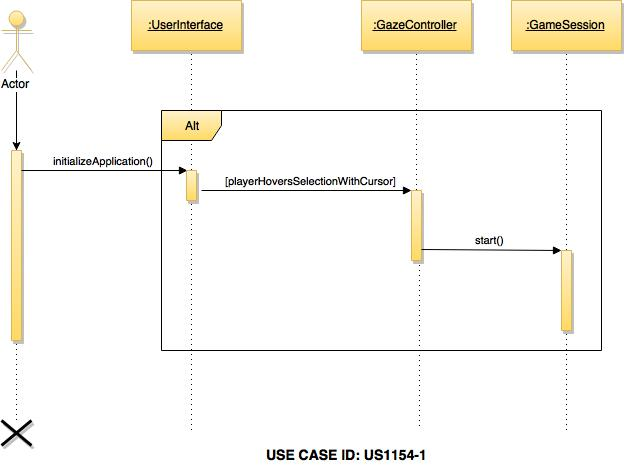 :UserInterface
:GazeController
:GameSession
Actor
Alt
initializeApplication()
[playerHoversSelectionWithCursor]
start()
USE CASE ID: US1154-1